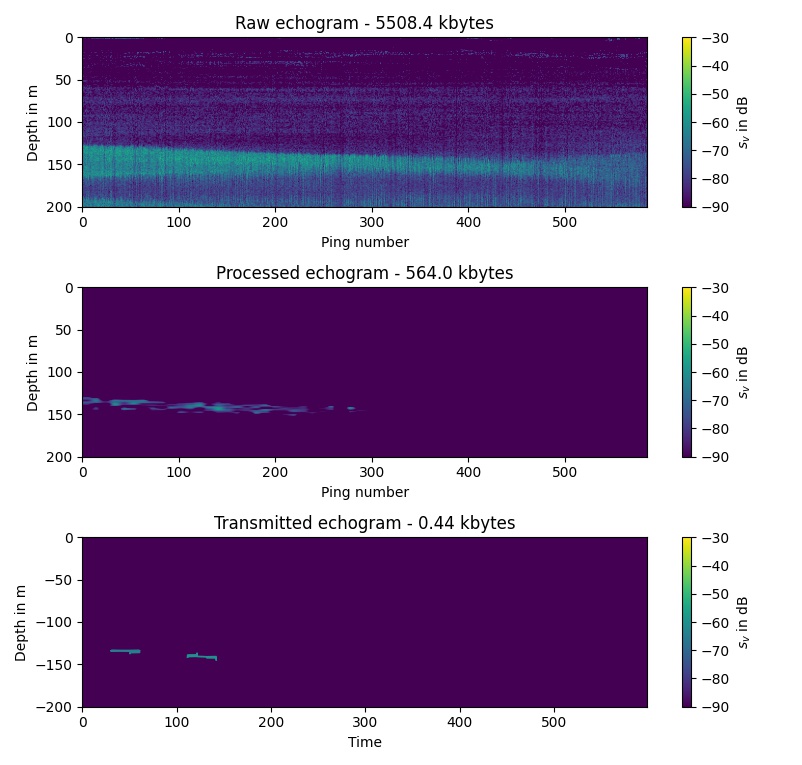 Raw echogram - 5508.4 kbytes
0
50
100
150
200
Depth in m
0 100 200 300 400 500
Ping number
−30
−40
−50
−60
−70
−80
−90
sv in dB
Processed echogram - 564.0 kbytes
0
50
100
150
200
Depth in m
0 100 200 300 400 500
Ping number
−30
−40
−50
−60
−70
−80
−90
sv in dB
Transmitted echogram - 0.44 kbytes
0
−50
−100
−150
−200
Depth in m
0 100 200 300 400 500
Time
−30
−40
−50
−60
−70
−80
−90
sv in dB